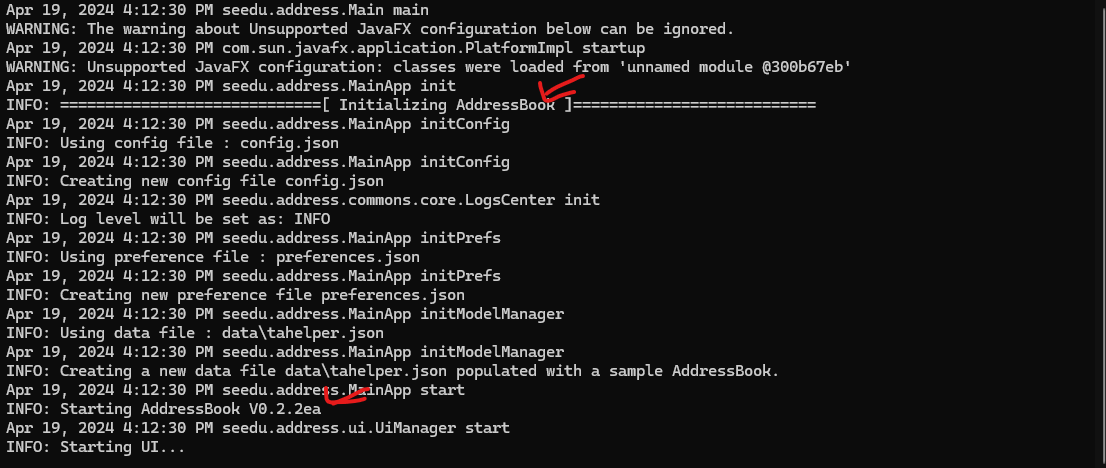 Apr 19, 2024 4:12:30 PM seedu.address.Main main
WARNING: The warning about Unsupported JavaFX configuration below can be ignored.
Apr 19, 2024 4:12:30 PM com.sun.javafx.application.PlatformImpl startup
WARNING: Unsupported JavaFX configuration: classes were loaded from 'unnamed module @300b67eb'
Apr 19, 2024 4:12:30 PM seedu.address.MainApp init
INFO: =============================[ Initializing AddressBook ]===========================
Apr 19, 2024 4:12:30 PM seedu.address.MainApp initConfig
INFO: Using config file : config.json
Apr 19, 2024 4:12:30 PM seedu.address.MainApp initConfig
INFO: Creating new config file config.json
Apr 19, 2024 4:12:30 PM seedu.address.commons.core.LogsCenter init
INFO: Log level will be set as: INFO
Apr 19, 2024 4:12:30 PM seedu.address.MainApp initPrefs
INFO: Using preference file : preferences.json
Apr 19, 2024 4:12:30 PM seedu.address.MainApp initPrefs
INFO: Creating new preference file preferences.json
Apr 19, 2024 4:12:30 PM seedu.address.MainApp initModelManager
INFO: Using data file : data\tahelper.json
Apr 19, 2024 4:12:30 PM seedu.address.MainApp initModelManager
INFO: Creating a new data file data\tahelper.json populated with a sample AddressBook.
Apr 19, 2024 4:12:30 PM seedu.address.MainApp start
INFO: Starting AddressBook V0.2.2ea
Apr 19, 2024 4:12:30 PM seedu.address.ui.UiManager start
INFO: Starting UI...